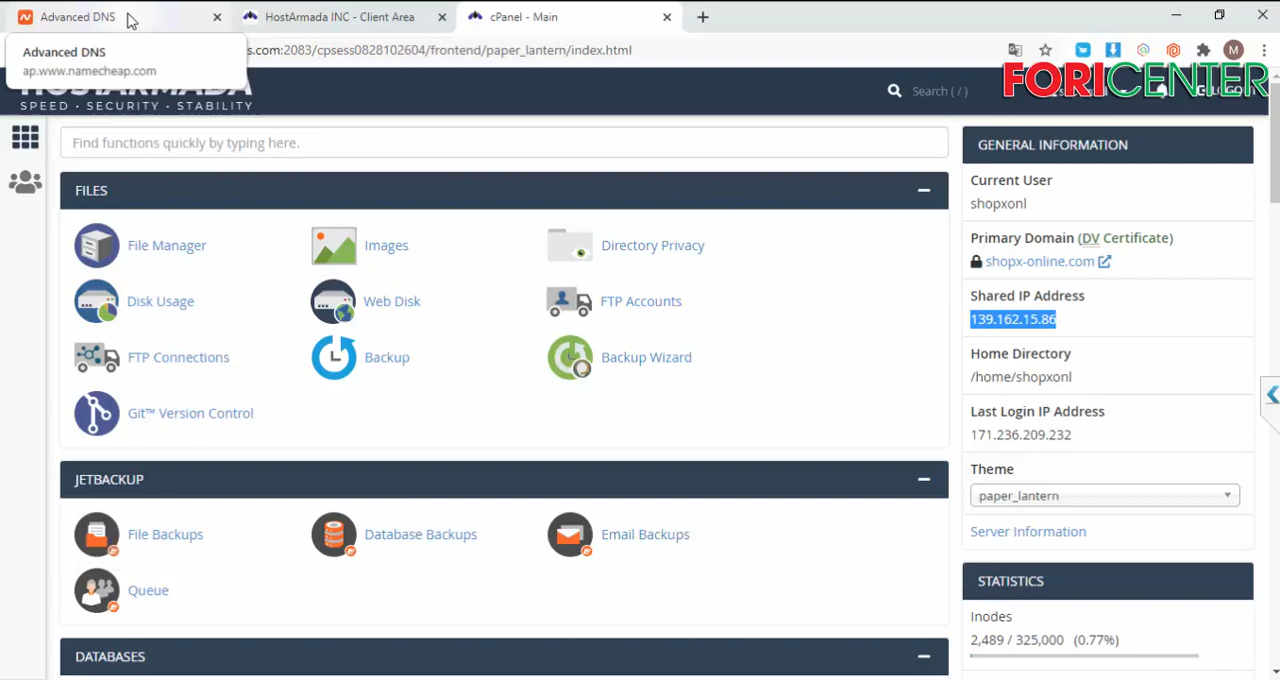 Advanced DNS
HostArmada INC - Client Area
cPanel - Main
Advanced DNS
ap.www.namecheap.com
s.com:2083/cpsess0828102604/frontend/paper_lantern/index.html
M
HOSTARMADA
SPEED · SECURITY · STABILITY
Search ( / )
LOGOUT
FORICENTER
Find functions quickly by typing here.
FILES
File Manager
Images
Directory Privacy
Disk Usage
Web Disk
FTP Accounts
FTP Connections
Backup
Backup Wizard
Git™ Version Control
JETBACKUP
File Backups
Database Backups
Email Backups
Queue
DATABASES
GENERAL INFORMATION
Current User
shopxonl
Primary Domain (DV Certificate)
shopx-online.com
Shared IP Address
139.162.15.86
Home Directory
/home/shopxonl
Last Login IP Address
171.236.209.232
Theme
paper_lantern
Server Information
STATISTICS
Inodes
2,489 / 325,000 (0.77%)